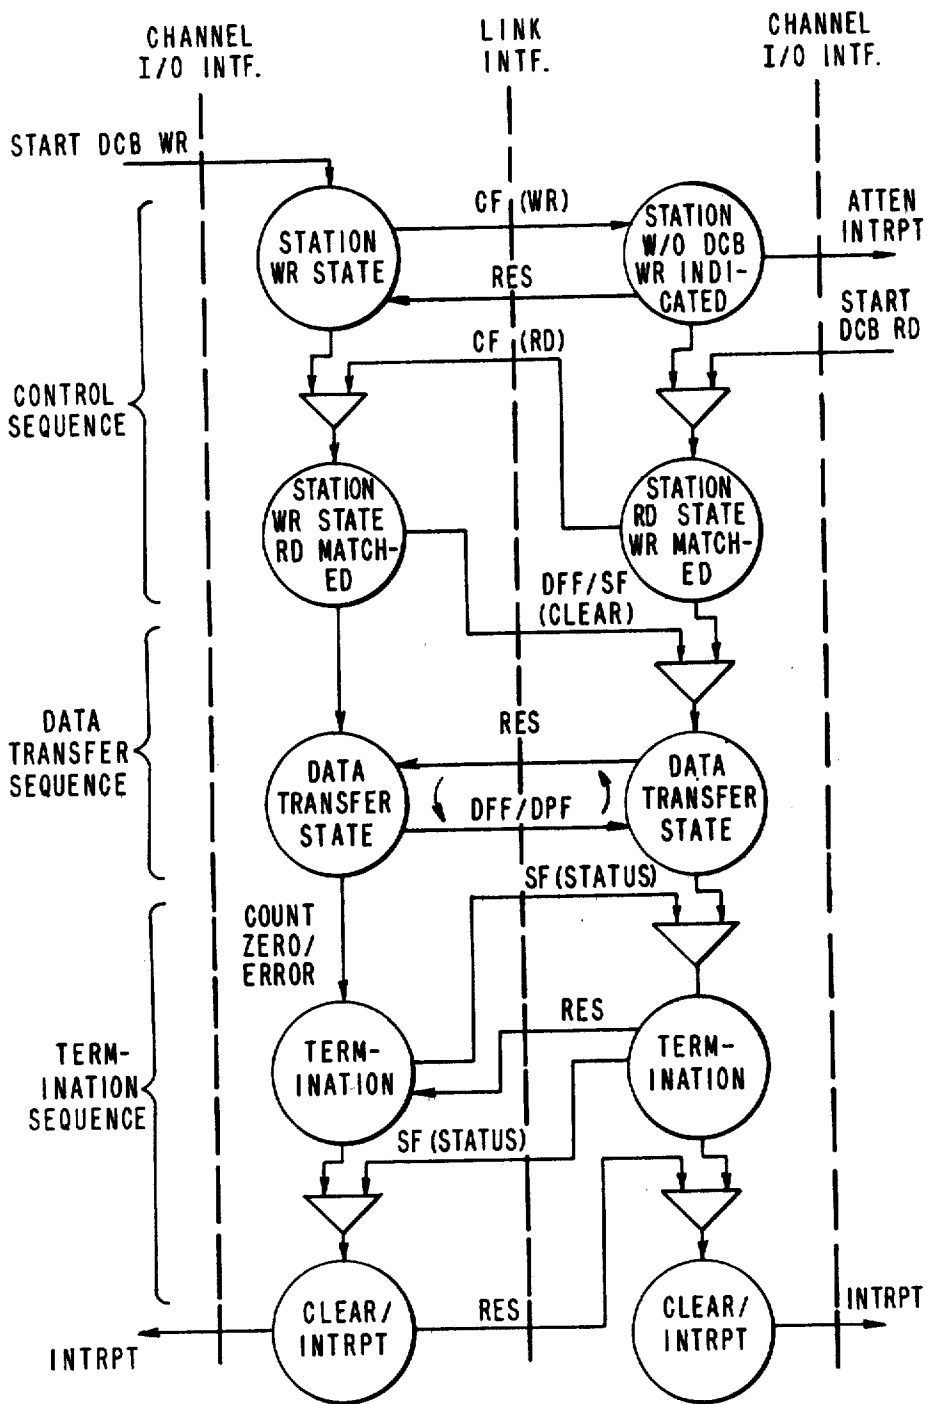 CHANNEL
I/O INTF.
LINK
INTF.
CHANNEL
I/O INTF.
START DCB WR
CF (WR)
STATION
WR STATE
STATION
W/O DCB
WR INDI-
CATED
ATTEN
INTRPT
RES
START
DCB RD
CF (RD)
CONTROL
SEQUENCE
STATION
WR STATE
RD MATCH-
ED
STATION
RD STATE
WR MATCH-
ED
DFF/SF
(CLEAR)
DATA
TRANSFER
SEQUENCE
RES
DATA
TRANSFER
STATE
DFF/DPF
DATA
TRANSFER
STATE
SF (STATUS)
COUNT
ZERO/
ERROR
TERM-
INATION
SEQUENCE
RES
TERM-
INATION
TERM-
INATION
SF (STATUS)
CLEAR/
INTRPT
RES
CLEAR/
INTRPT
INTRPT
INTRPT